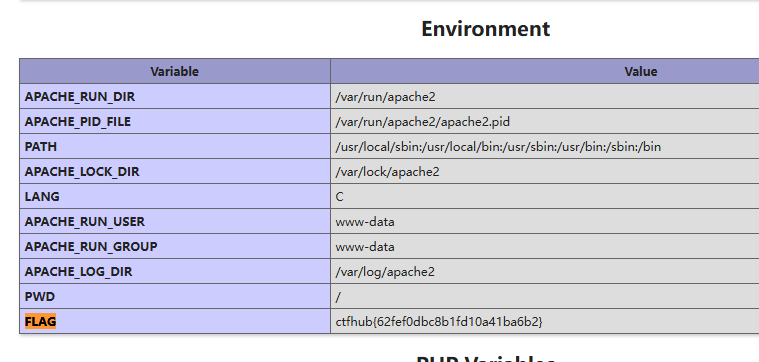 Environment
Variable Value
APACHE_RUN_DIR /var/run/apache2
APACHE_PID_FILE /var/run/apache2/apache2.pid
PATH /usr/local/sbin:/usr/local/bin:/usr/sbin:/usr/bin:/sbin:/bin
APACHE_LOCK_DIR /var/lock/apache2
LANG C
APACHE_RUN_USER www-data
APACHE_RUN_GROUP www-data
APACHE_LOG_DIR /var/log/apache2
PWD /
FLAG ctfhub{62fef0dbc8b1fd10a41ba6b2}
PHP Variables